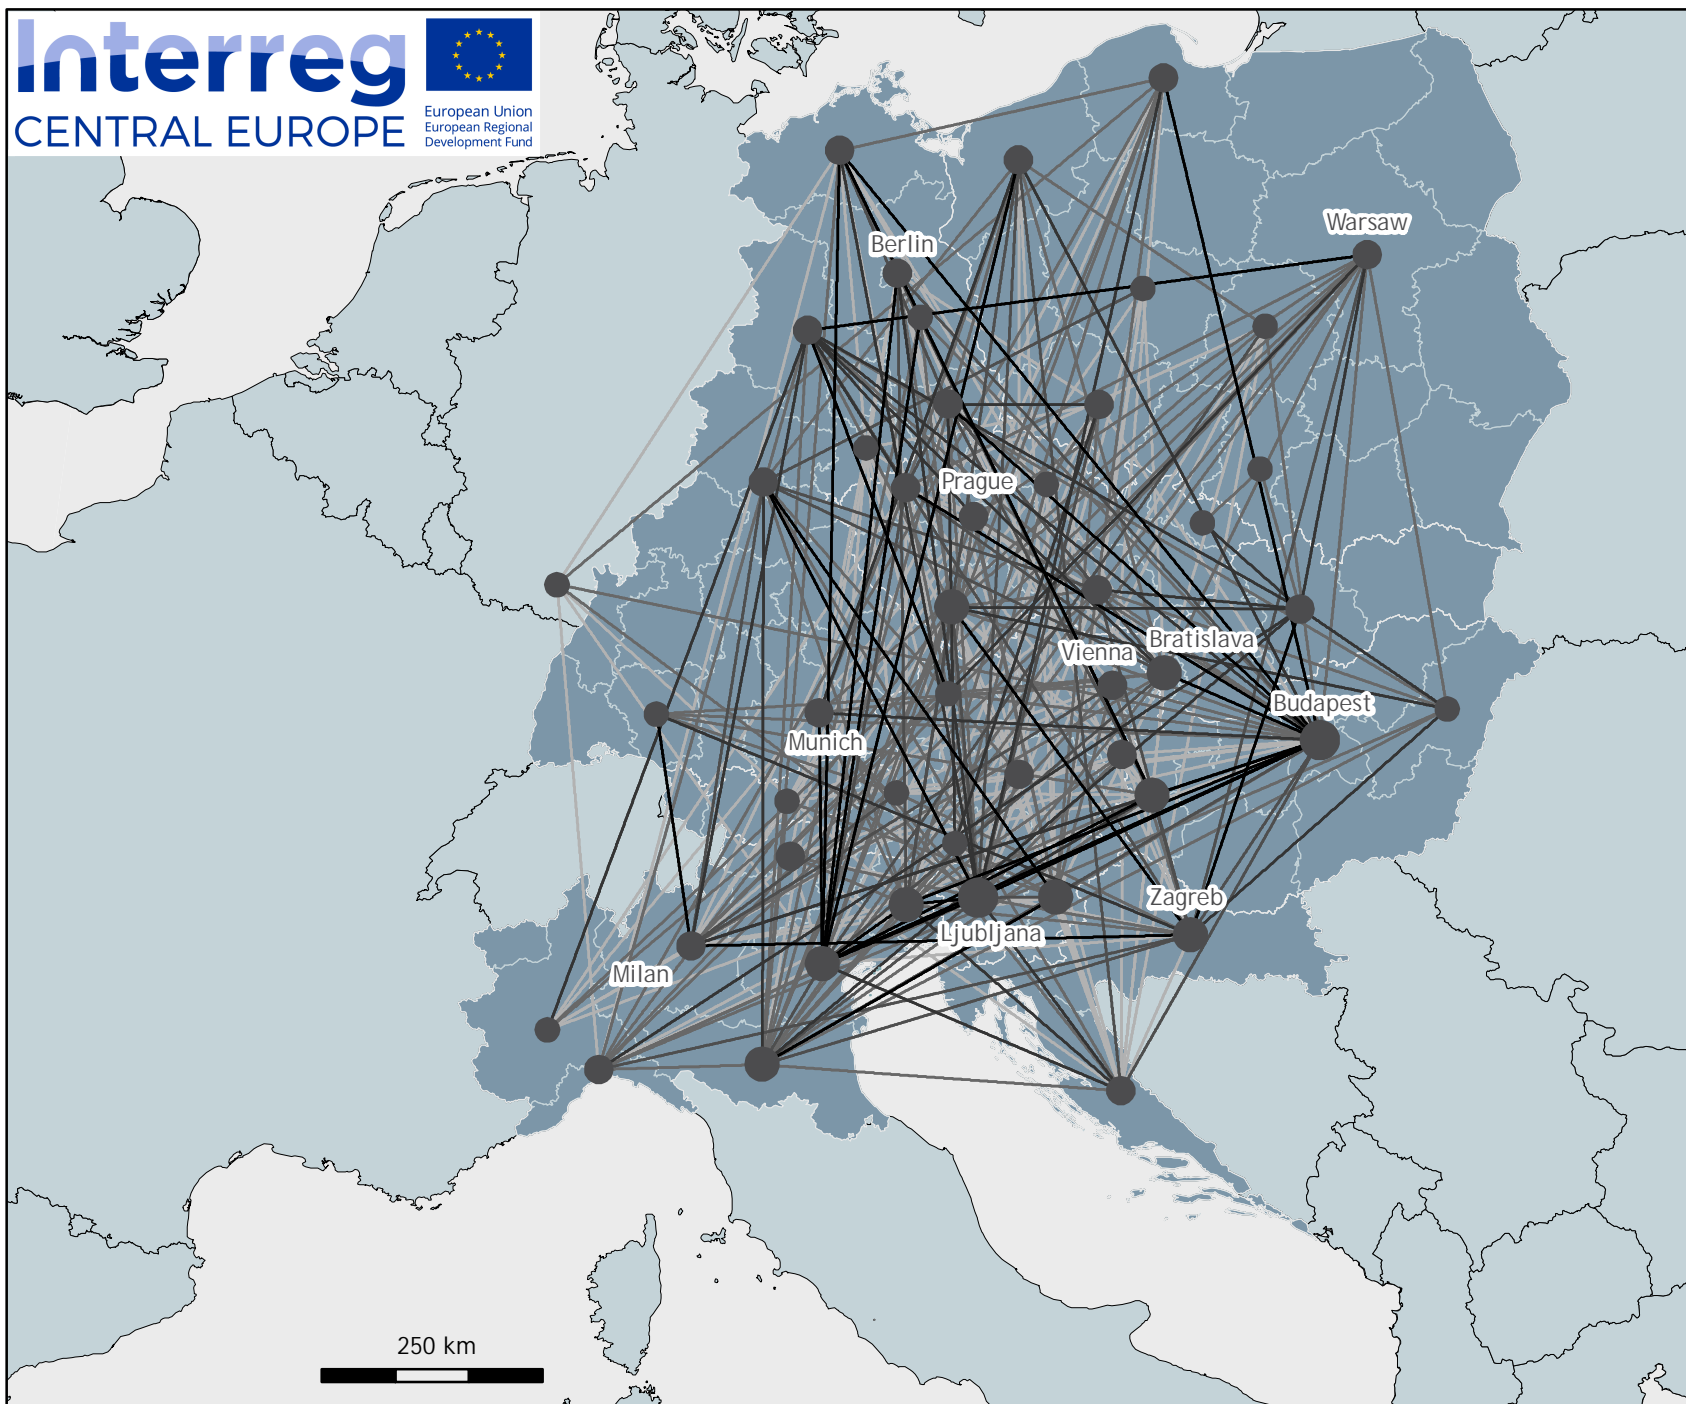 Interreg
CENTRAL EUROPE
European Union
European Regional
Development Fund
Warsaw
Berlin
Prague
Bratislava
Vienna
Budapest
Munich
Zagreb
Ljubljana
Milan
250 km